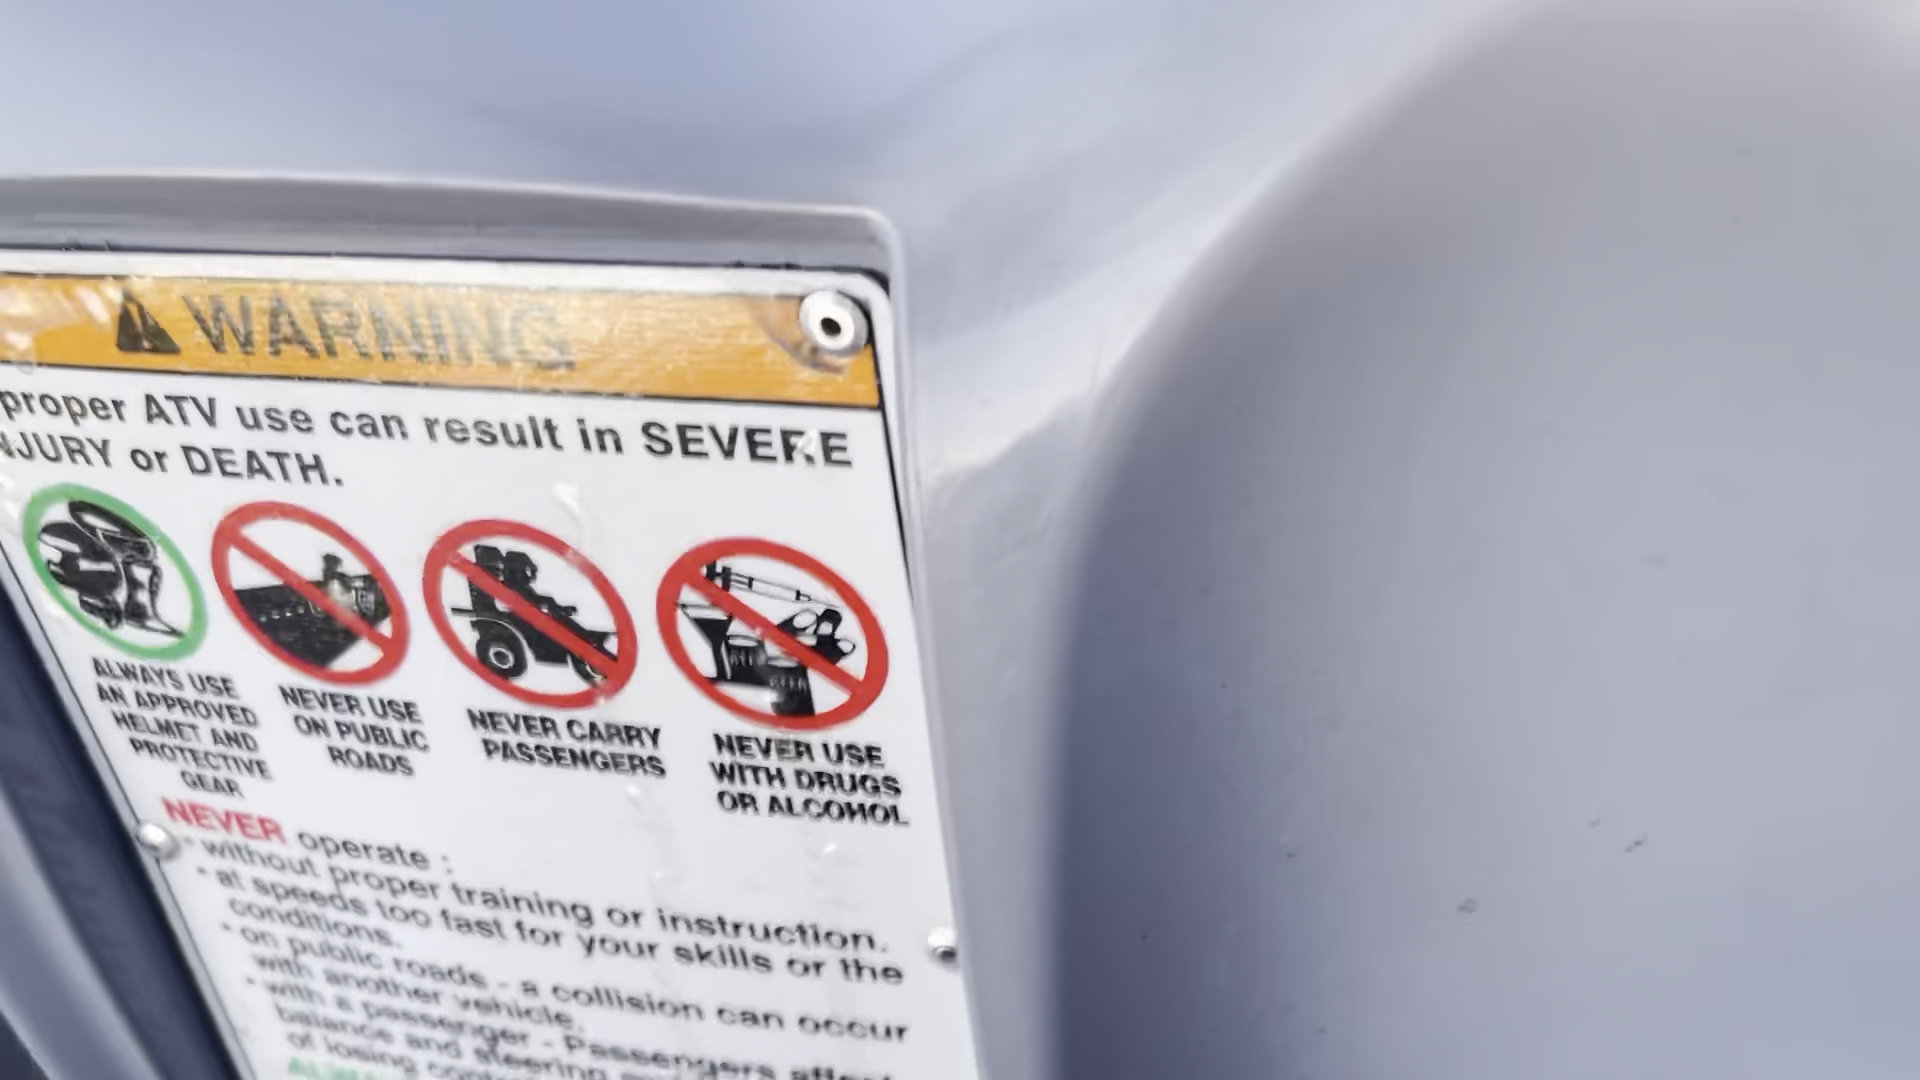 WARNING
proper ATV use can result in SEVERE
NJURY or DEATH.
ALWAYS USE
AN APPROVED
HELMET AND
PROTECTIVE
GEAR
NEVER USE
ON PUBLIC
ROADS
NEVER CARRY
PASSENGERS
NEVER USE
WITH DRUGS
OR ALCOHOL
NEVER operate :
• without proper training or instruction.
• at speeds too fast for your skills or the
conditions.
• on public roads - a collision can occur
with another vehicle.
• with a passenger - Passengers affect
balance and steering
of losing